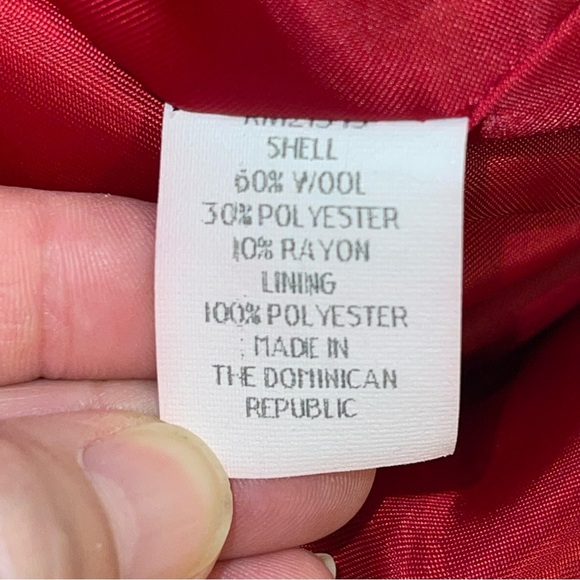 SHELL
60% WOOL
30% POLYESTER
10% RAYON
LINING
100% POLYESTER
MADE IN
THE DOMINICAN
REPUBLIC